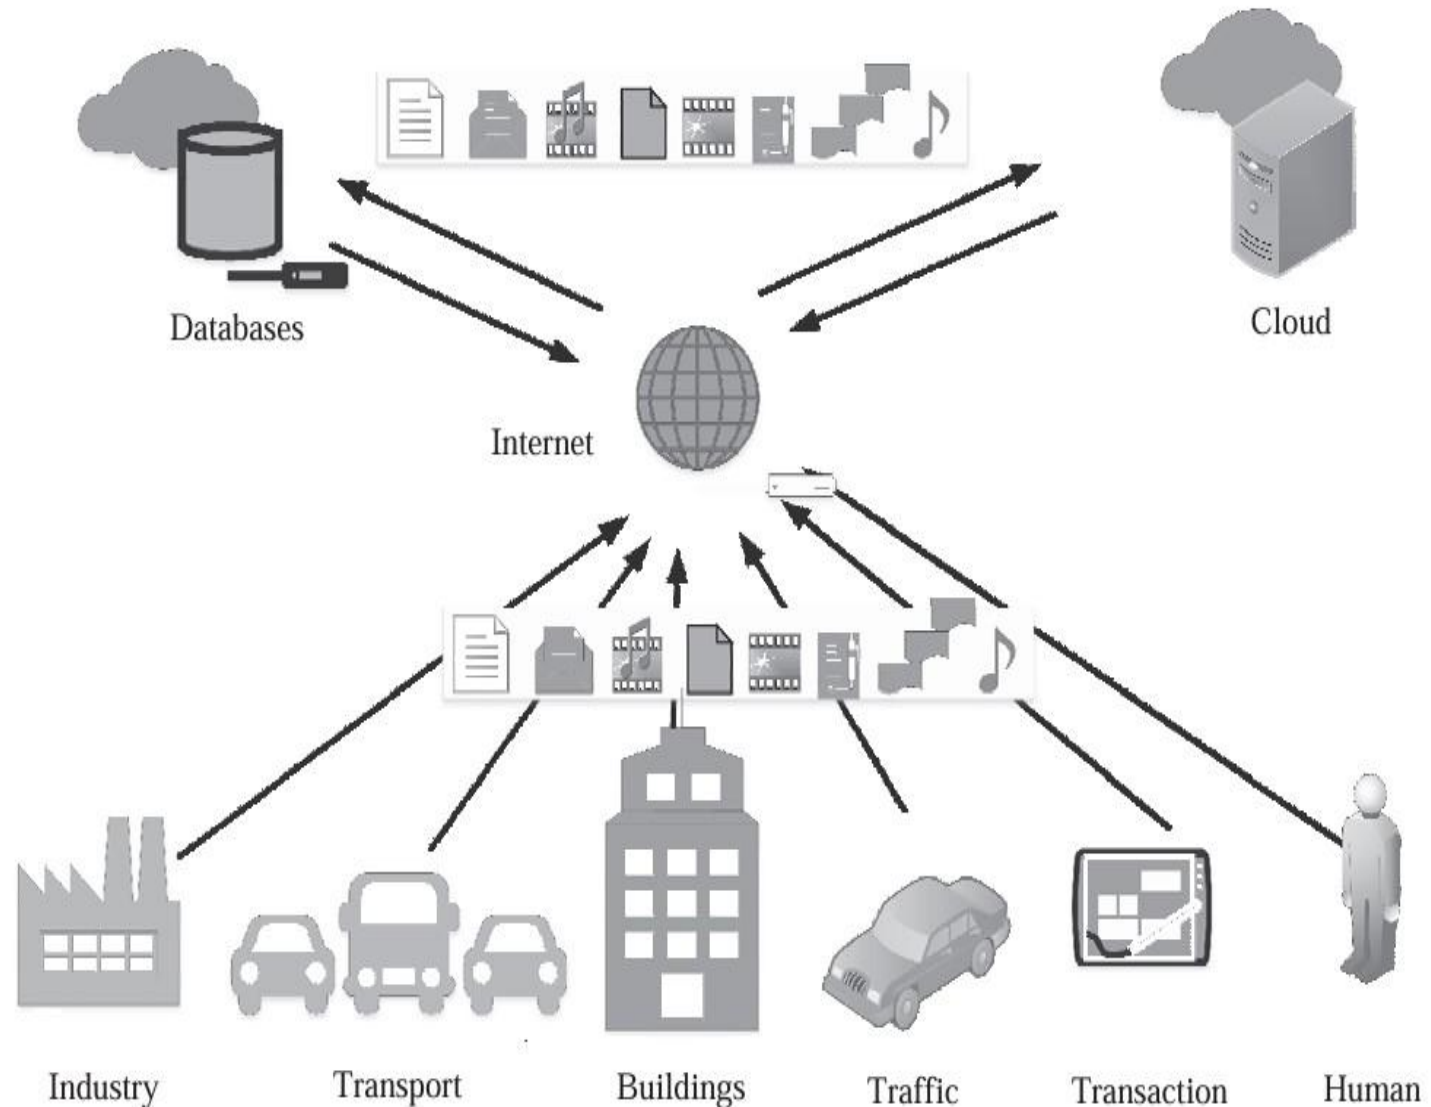 Databases
Cloud
Internet
Industry
Transport
Buildings
Traffic
Transaction
Human